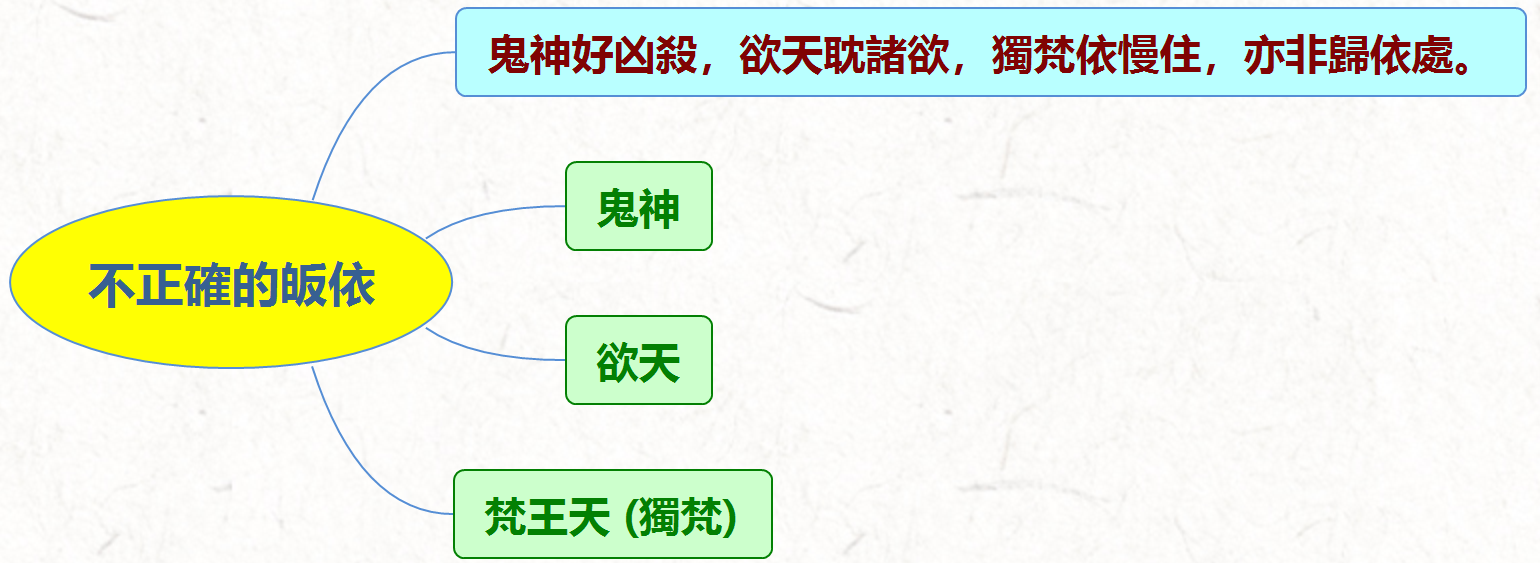 鬼神好凶殺，欲天耽諸欲，獨梵依慢住，亦非歸依處。
鬼神
不正確的皈依
欲天
梵王天 (獨梵)